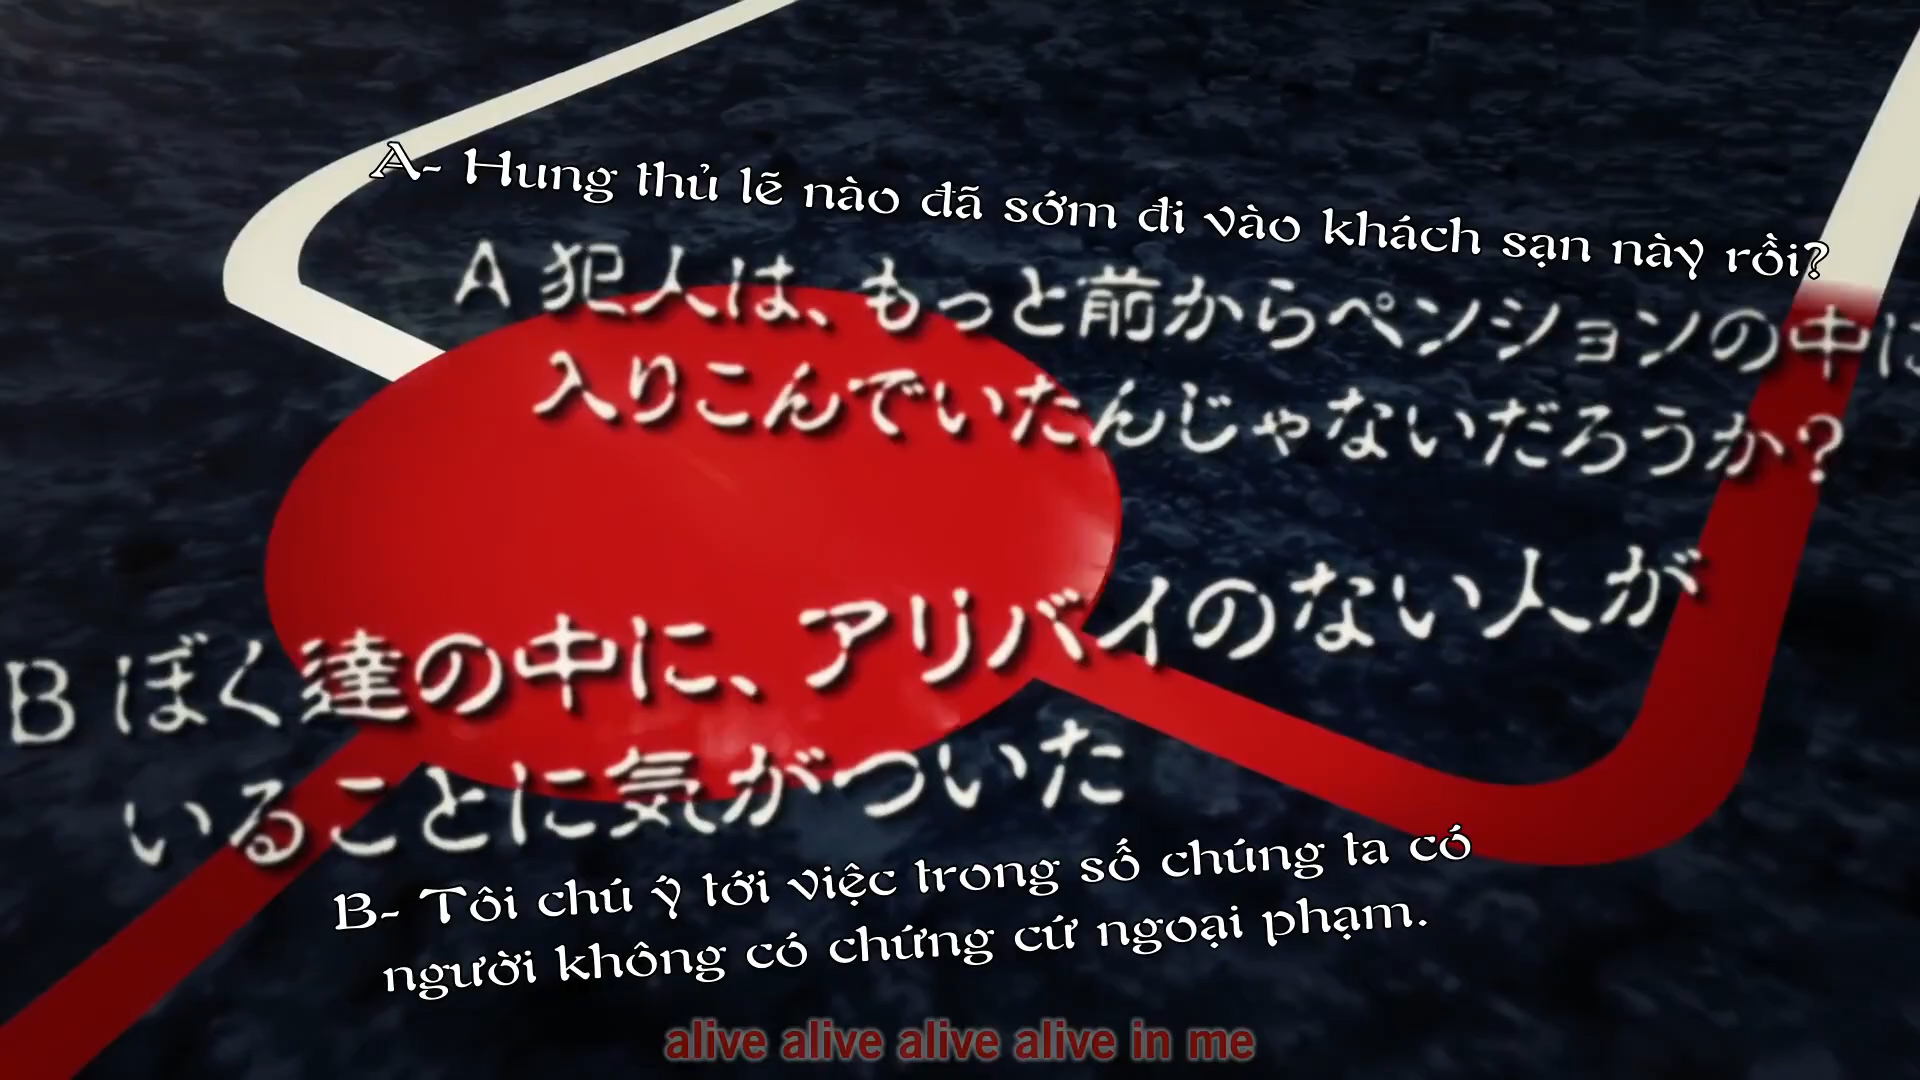 A- Hung thủ lẽ nào đã sớm đi vào khách sạn này rồi?
A 犯人は、もっと前からペンションの中に
入りこんでいたんじゃないだろうか?
B ぼく達の中に、アリバイのない人が
いることに気がついた
B- Tôi chú ý tới việc trong số chúng ta có
người không có chứng cứ ngoại phạm.
alive alive alive alive in me